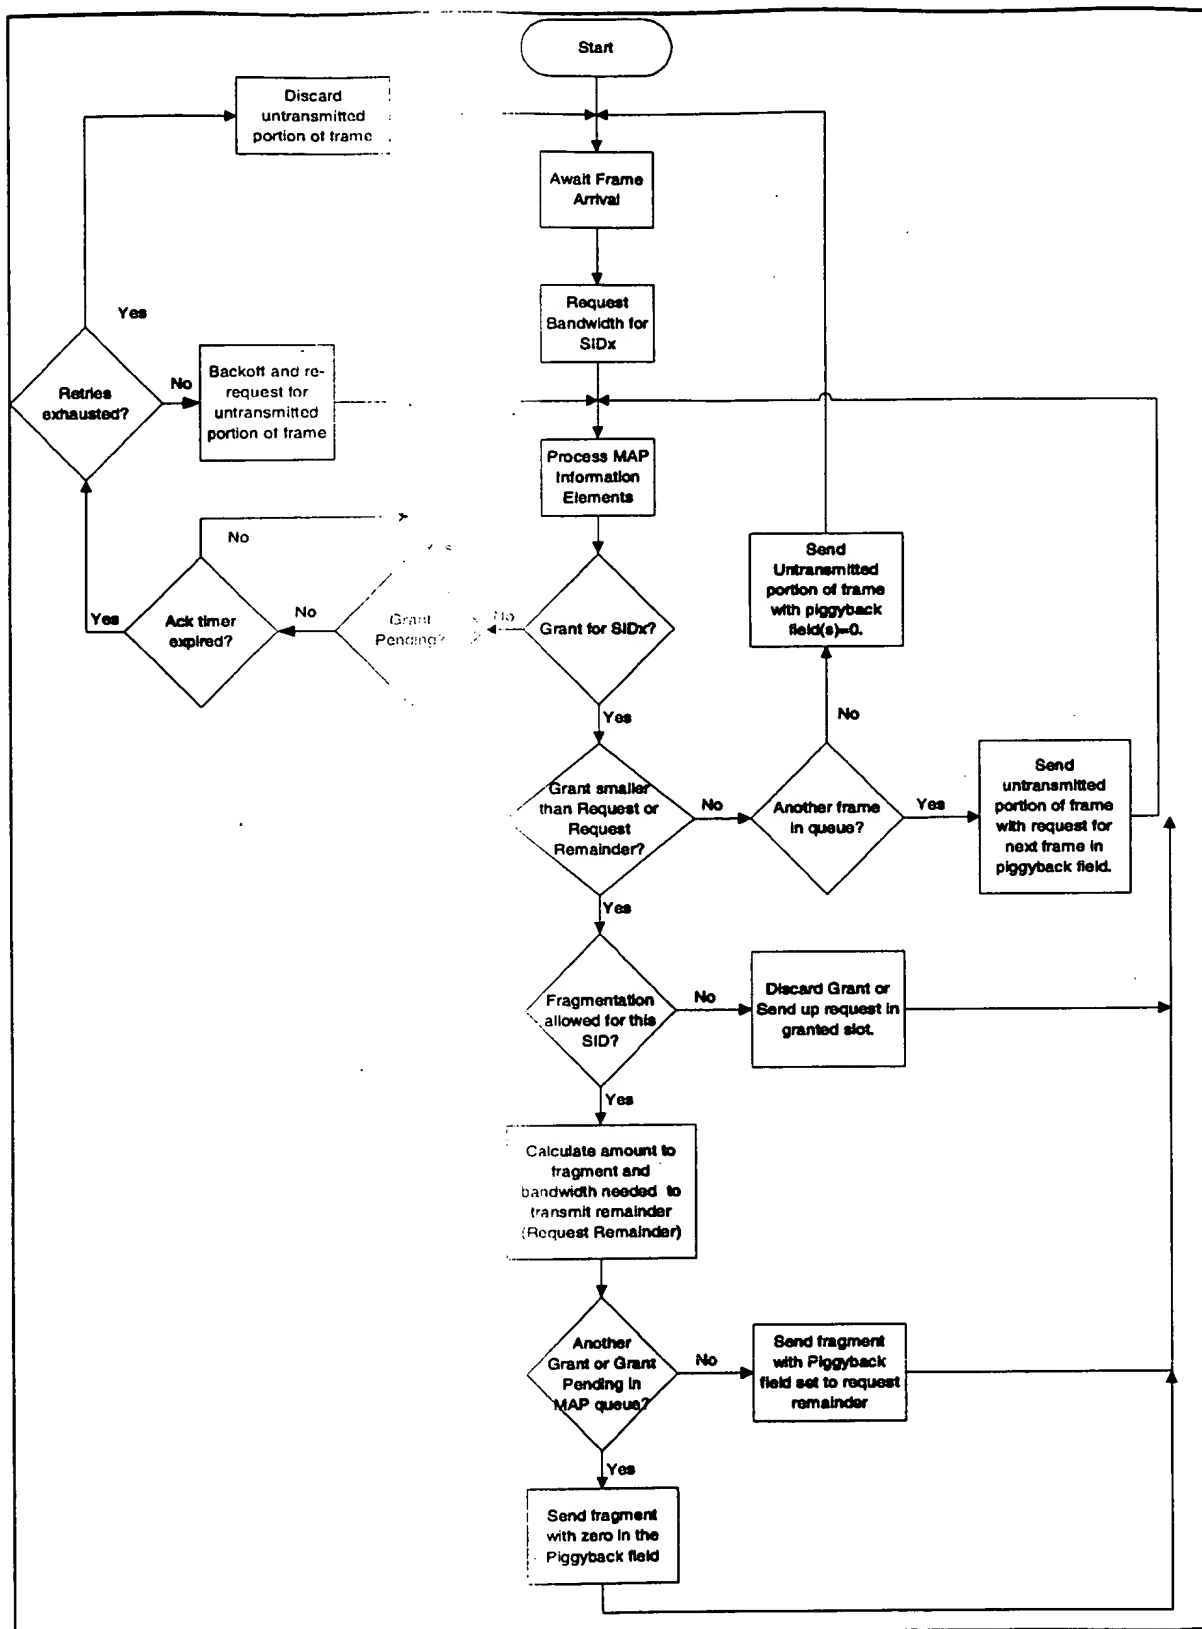 Start
Discard
untransmitted
portion of frame
Await Frame
Arrival
Request
Bandwidth for
SIDx
Yes
Retries
exhausted?
No
Backoff and re-
request for
untransmitted
portion of frame
Process MAP
Information
Elements
No
Yes
Ack timer
expired?
No
Grant
Pending?
No
Grant for SIDx?
Yes
Send
Untransmitted
portion of frame
with piggyback
field(s)=0.
No
Yes
Grant smaller
than Request or
Request
Remainder?
No
Another frame
in queue?
Yes
Send
untransmitted
portion of frame
with request for
next frame in
piggyback field.
Yes
Fragmentation
allowed for this
SID?
No
Discard Grant or
Send up request in
granted slot.
Yes
Calculate amount to
fragment and
bandwidth needed to
transmit remainder
(Request Remainder)
Another
Grant or Grant
Pending in
MAP queue?
No
Send fragment
with Piggyback
field set to request
remainder
Yes
Send fragment
with zero in the
Piggyback field